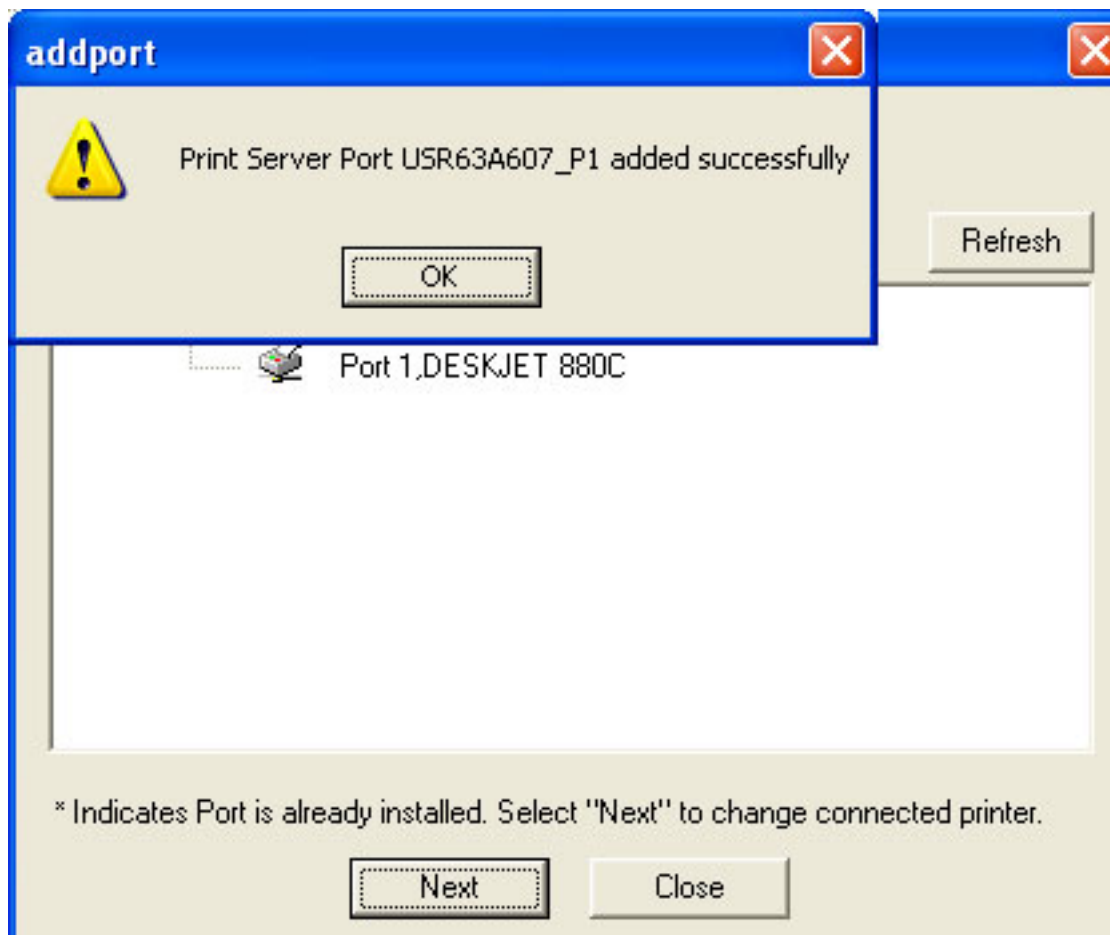 addport
Print Server Port USR63A607_P1 added successfully
OK
Refresh
Port 1,DESKJET 880C
* Indicates Port is already installed. Select "Next" to change connected printer.
Next
Close